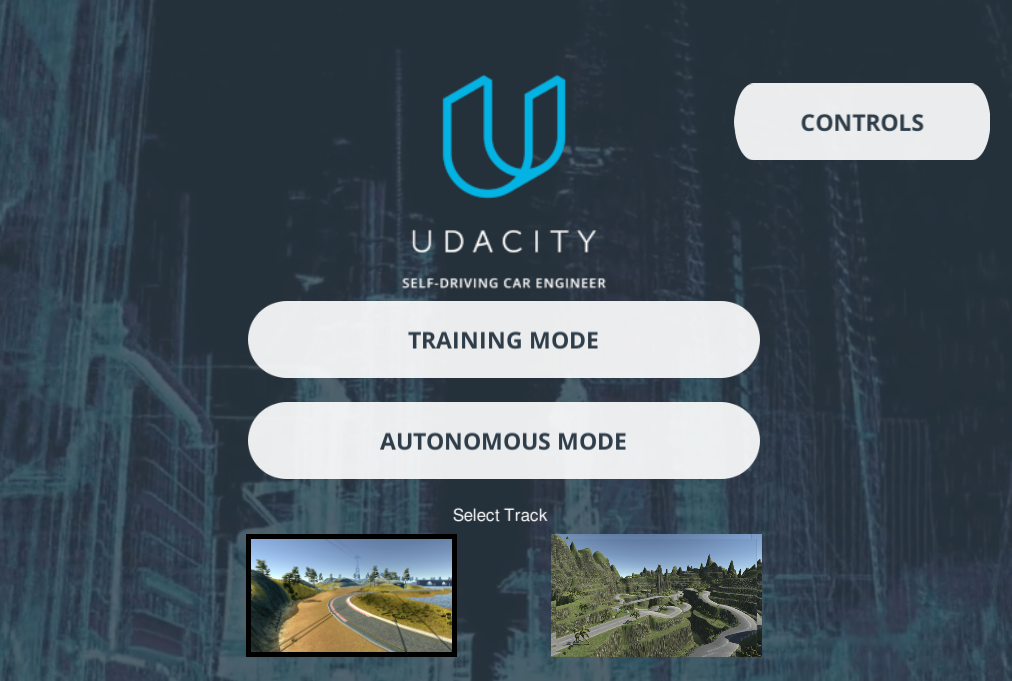 CONTROLS
UDACITY
SELF-DRIVING CAR ENGINEER
TRAINING MODE
AUTONOMOUS MODE
Select Track